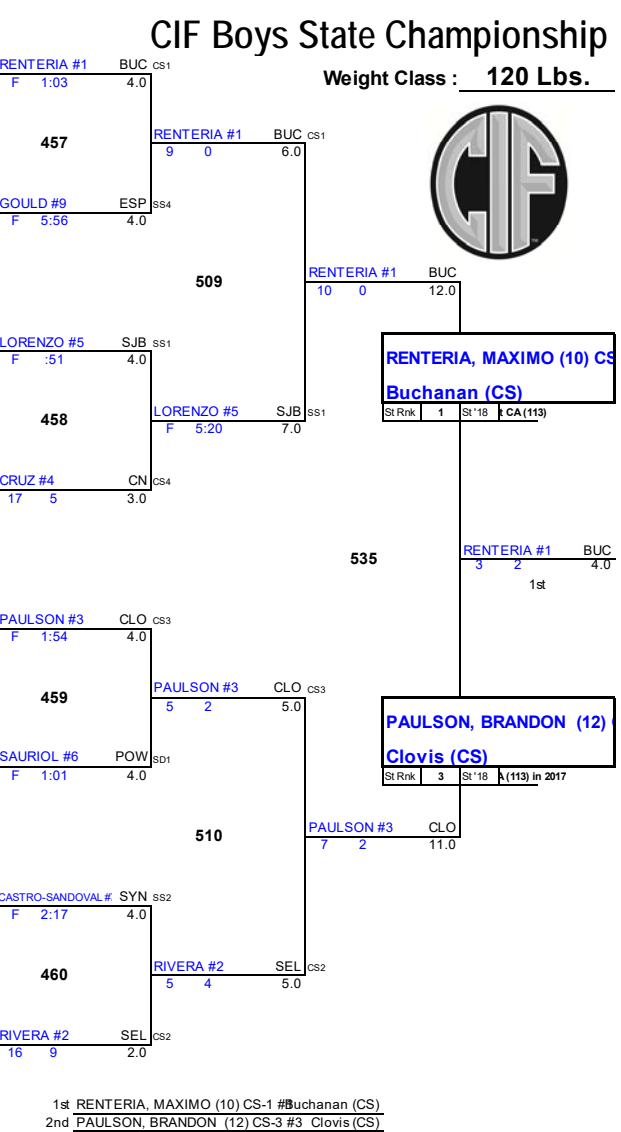 CIF Boys State Championship
RENTERIA #1 BUC CS1
F 1:03 4.0
Weight Class : 120 Lbs.
457
RENTERIA #1 BUC CS1
9 0 6.0
CIF
GOULD #9 ESP SS4
F 5:56 4.0
509
RENTERIA #1 BUC
10 0 12.0
LORENZO #5 SJB SS1
F :51 4.0
RENTERIA, MAXIMO (10) CS
Buchanan (CS)
St Rnk 1 St '18 CA (113)
458
LORENZO #5 SJB SS1
F 5:20 7.0
CRUZ #4 CN CS4
17 5 3.0
535
RENTERIA #1 BUC
3 2 4.0
1st
PAULSON #3 CLO CS3
F 1:54 4.0
459
PAULSON #3 CLO CS3
5 2 5.0
PAULSON, BRANDON (12)
Clovis (CS)
St Rnk 3 St '18 (113) in 2017
SAURIOL #6 POW SD1
F 1:01 4.0
510
PAULSON #3 CLO
7 2 11.0
CASTRO-SANDOVAL # SYN SS2
F 2:17 4.0
460
RIVERA #2 SEL CS2
5 4 5.0
RIVERA #2 SEL CS2
16 9 2.0
1st RENTERIA, MAXIMO (10) CS-1 # Buchanan (CS)
2nd PAULSON, BRANDON (12) CS-3 #3 Clovis (CS)